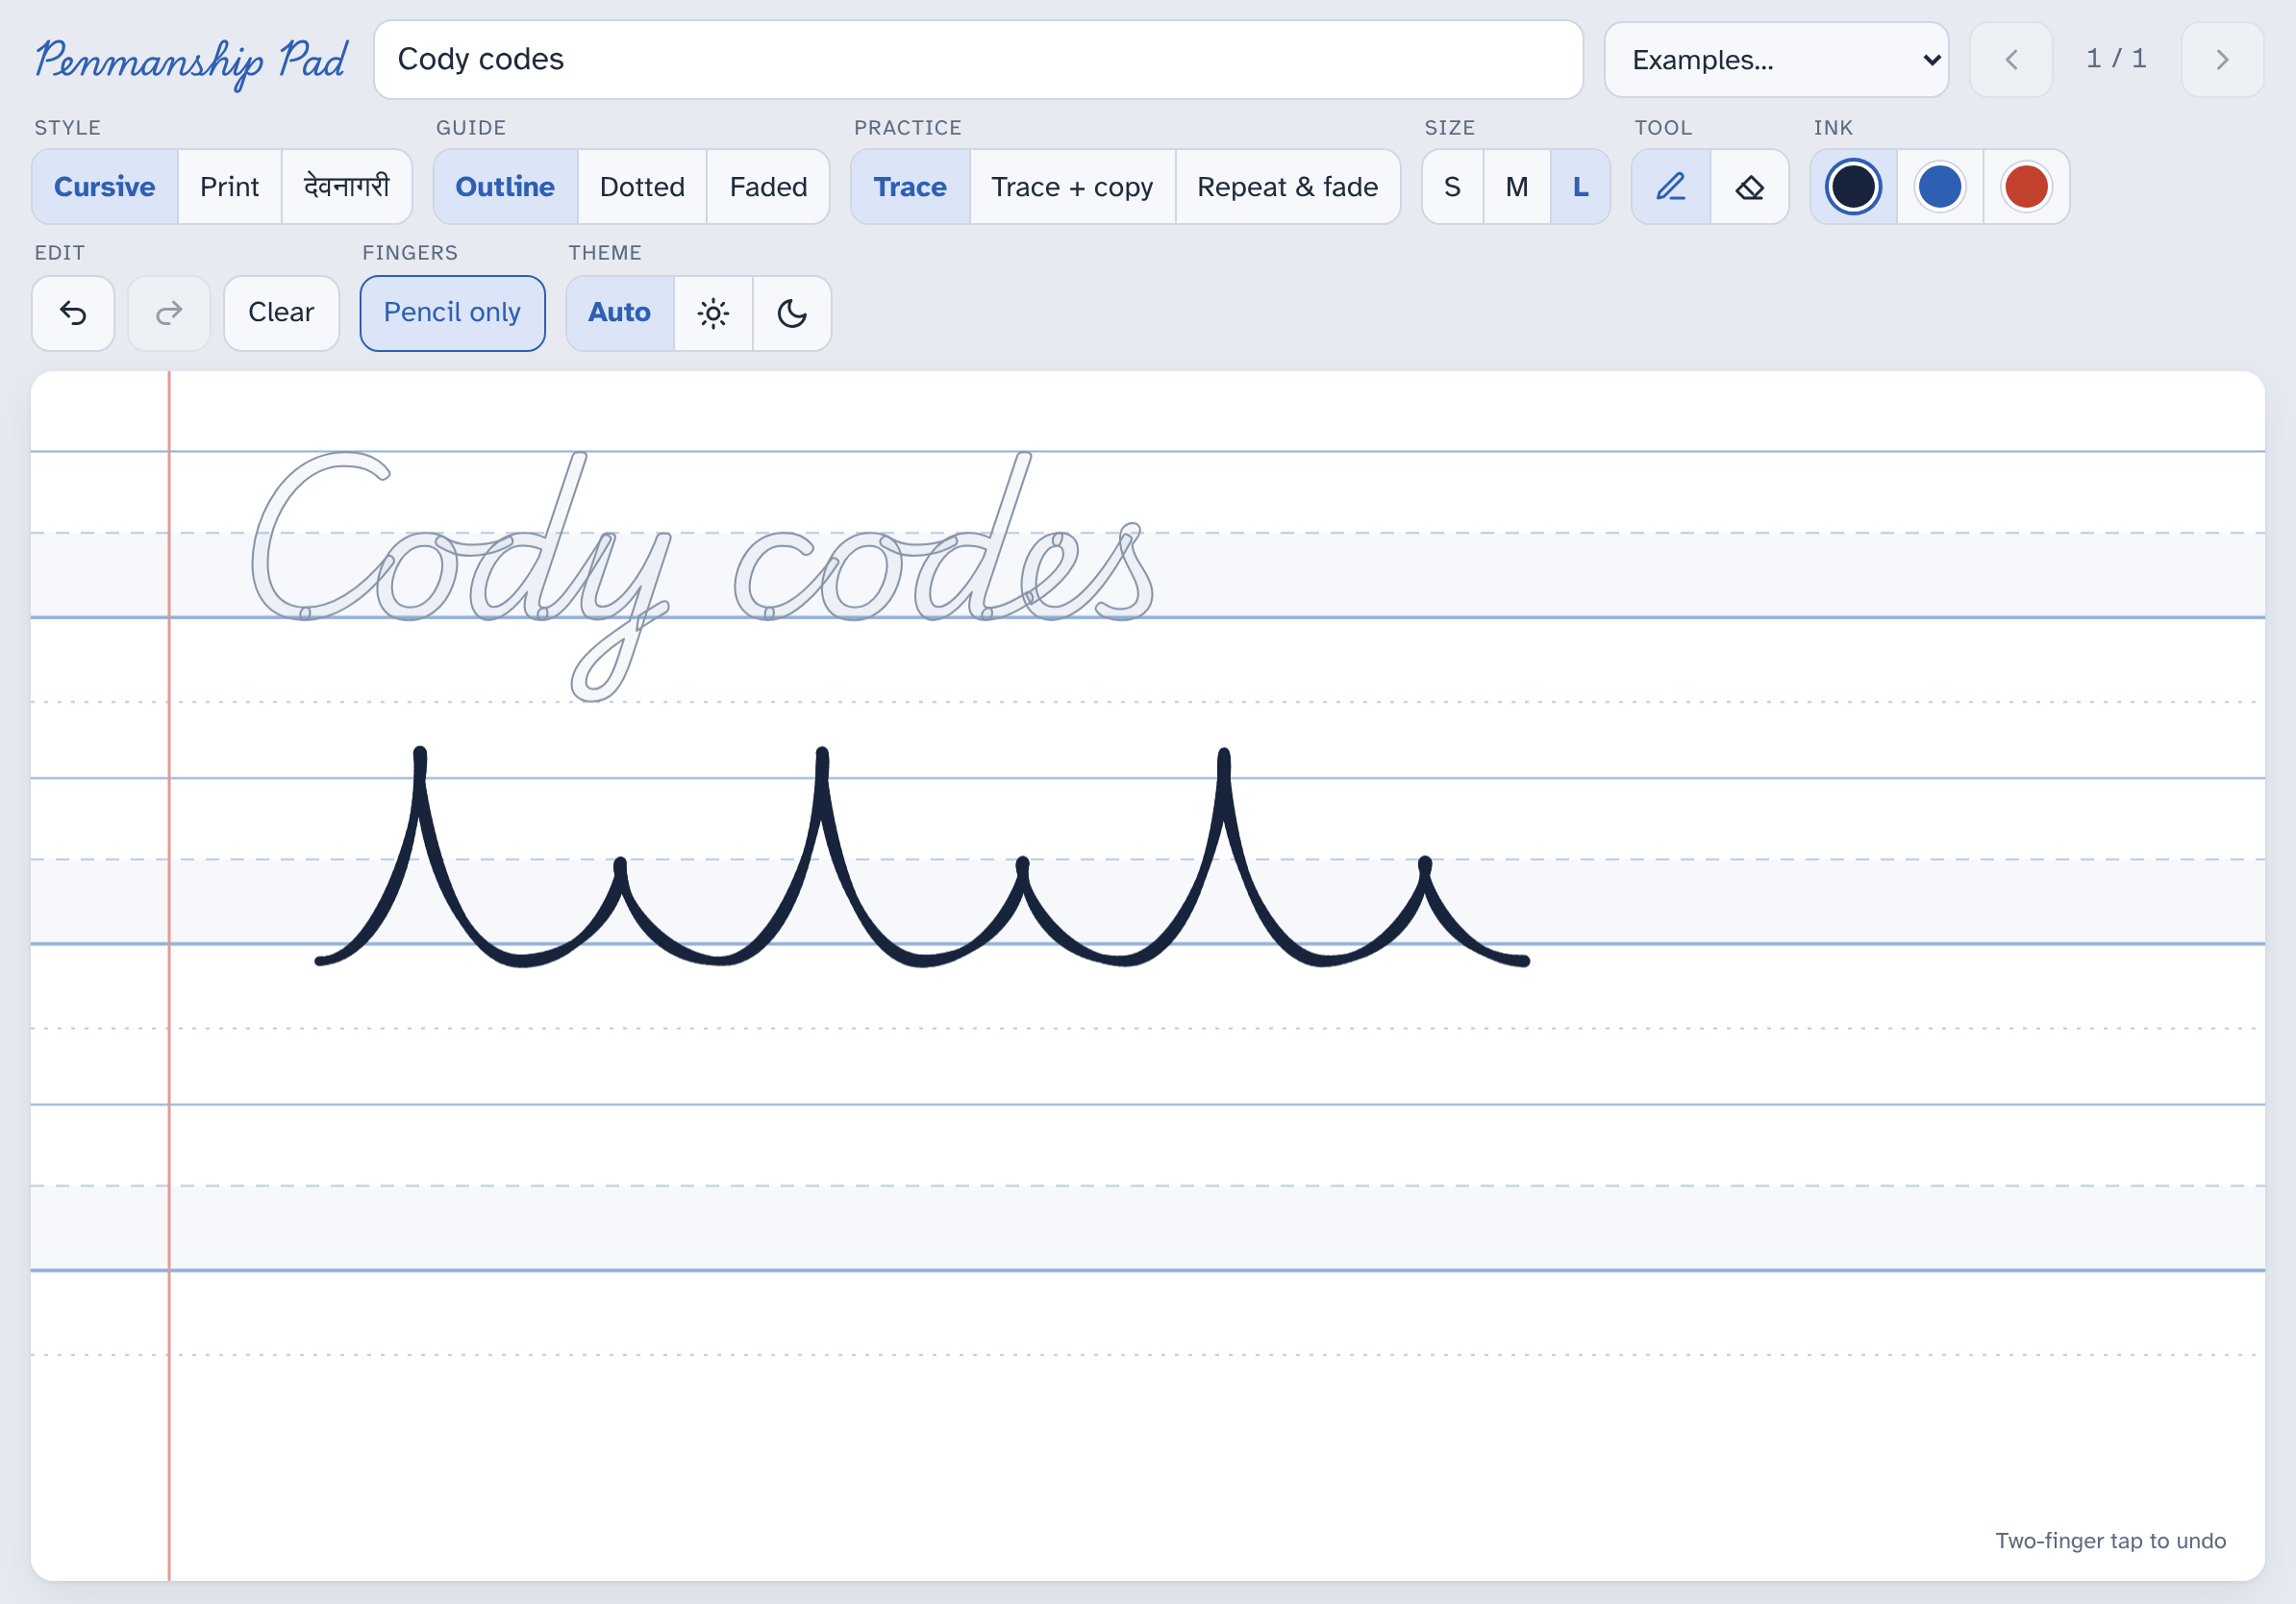 Penmanship Pad
Cody codes
Examples...
1 / 1
STYLE
GUIDE
PRACTICE
SIZE
TOOL
INK
Cursive
Print
देवनागरी
Outline
Dotted
Faded
Trace
Trace + copy
Repeat & fade
S
M
L
EDIT
FINGERS
THEME
Clear
Pencil only
Auto
Cody codes
Two-finger tap to undo